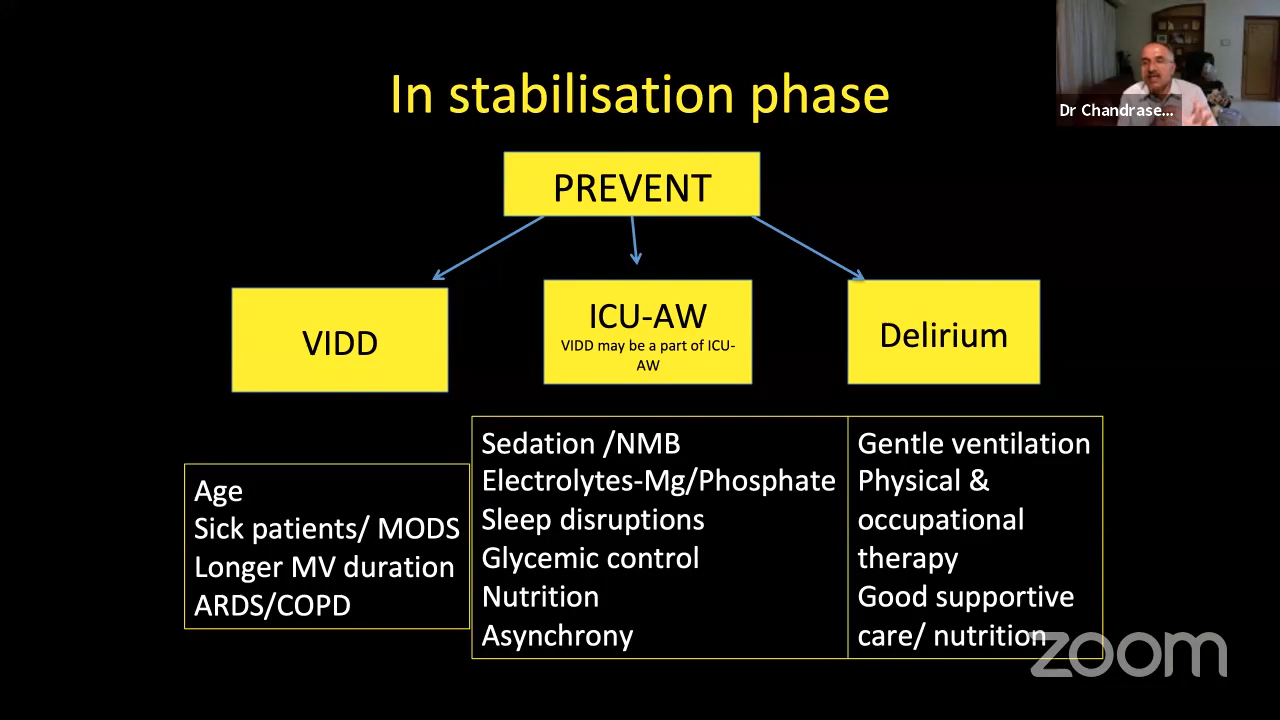 In stabilisation phase
Dr Chandrase...
PREVENT
VIDD
ICU-AW
VIDD may be a part of ICU-
AW
Delirium
Age
Sick patients/ MODS
Longer MV duration
ARDS/COPD
Sedation /NMB
Electrolytes-Mg/Phosphate
Sleep disruptions
Glycemic control
Nutrition
Asynchrony
Gentle ventilation
Physical &
occupational
therapy
Good supportive
care/ nutrition
zoom